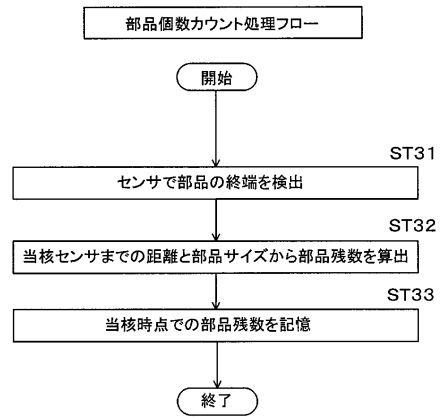 部品個数カウント処理フロー
開始
ST31
センサで部品の終端を検出
ST32
当核センサまでの距離と部品サイズから部品残数を算出
ST33
当核時点での部品残数を記憶
終了